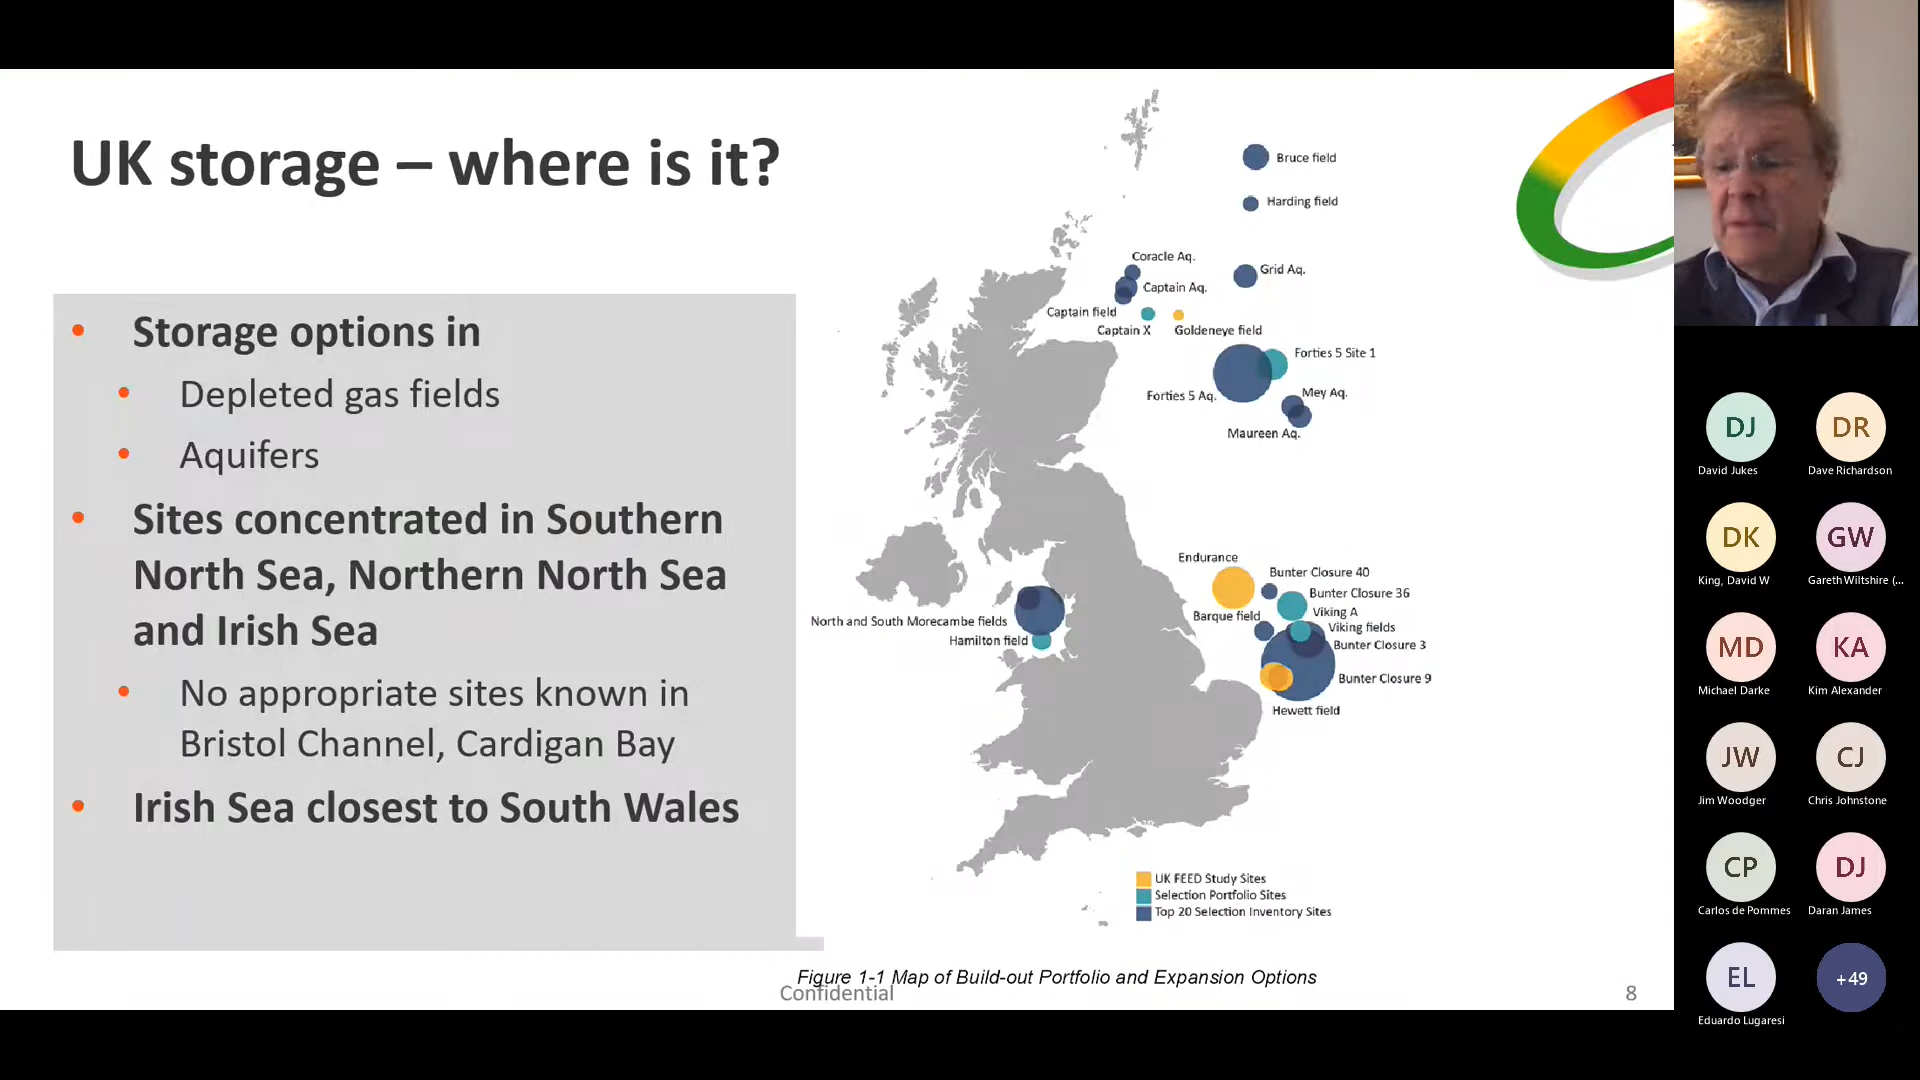 UK storage – where is it?
• Storage options in
• Depleted gas fields
• Aquifers
• Sites concentrated in Southern
North Sea, Northern North Sea
and Irish Sea
• No appropriate sites known in
Bristol Channel, Cardigan Bay
• Irish Sea closest to South Wales
Bruce field
Harding field
Coracle Aq.
Grid Aq.
Captain Aq.
Captain field
Captain X
Goldeneye field
Forties 5 Site 1
Forties 5 Aq.
Mey Aq.
Maureen Aq.
Endurance
Bunter Closure 40
Bunter Closure 36
Barque field
Viking A
Viking fields
North and South Morecambe fields
Hamilton field
Bunter Closure 3
Bunter Closure 9
Hewett field
UK FEED Study Sites
Selection Portfolio Sites
Top 20 Selection Inventory Sites
Figure 1-1 Map of Build-out Portfolio and Expansion Options
Confidential
8
DJ
David Jukes
DR
Dave Richardson
DK
King, David W
GW
Gareth Wiltshire (...
MD
Michael Darke
KA
Kim Alexander
JW
Jim Woodger
CJ
Chris Johnstone
CP
Carlos de Pommes
DJ
Daran James
EL
Eduardo Lugaresi
+49